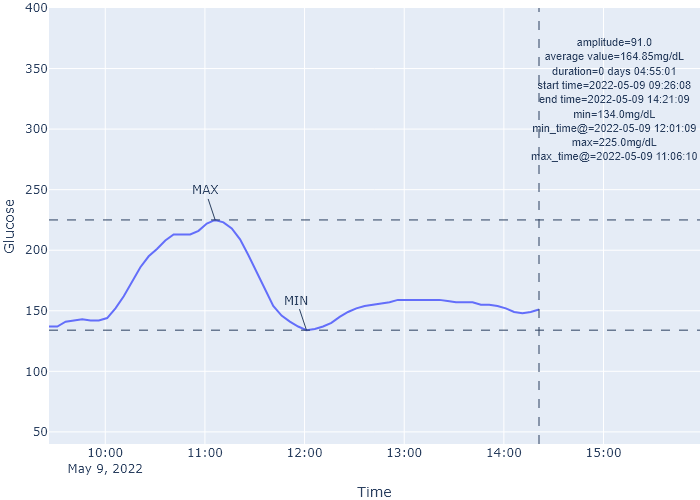 400
350
300
250
200
150
100
50
Glucose
amplitude=91.0
average value=164.85mg/dL
duration=0 days 04:55:01
start time=2022-05-09 09:26:08
end time=2022-05-09 14:21:09
min=134.0mg/dL
min_time@=2022-05-09 12:01:09
max=225.0mg/dL
max_time@=2022-05-09 11:06:10
MAX
MIN
10:00 11:00 12:00 13:00 14:00 15:00
May 9, 2022
Time